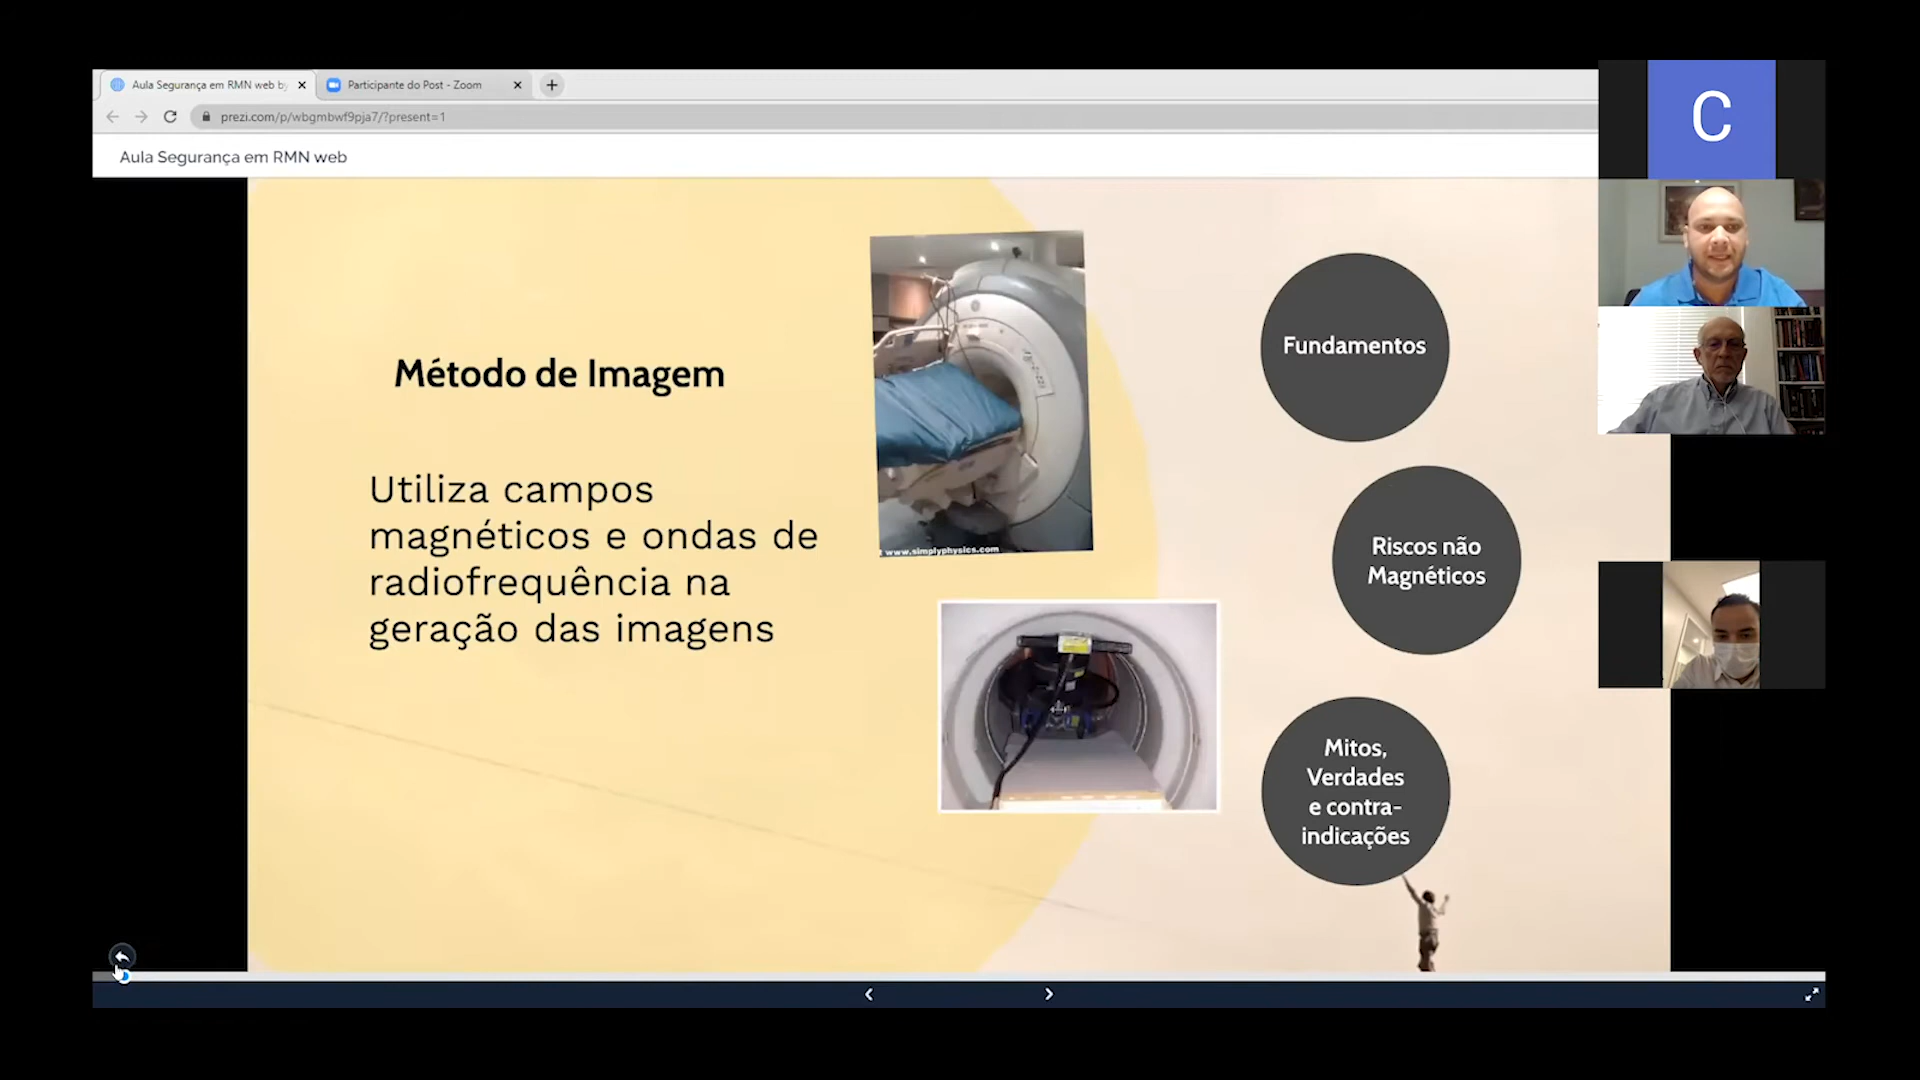 Aula Segurança em RMN web by
Participante do Post - Zoom
prezi.com/p/wbgmbwf9pja7/?present=1
Aula Segurança em RMN web
C
Método de Imagem
Utiliza campos
magnéticos e ondas de
radiofrequência na
geração das imagens
www.simplyphysics.com
Fundamentos
Riscos não
Magnéticos
Mitos,
Verdades
e contra-
indicações